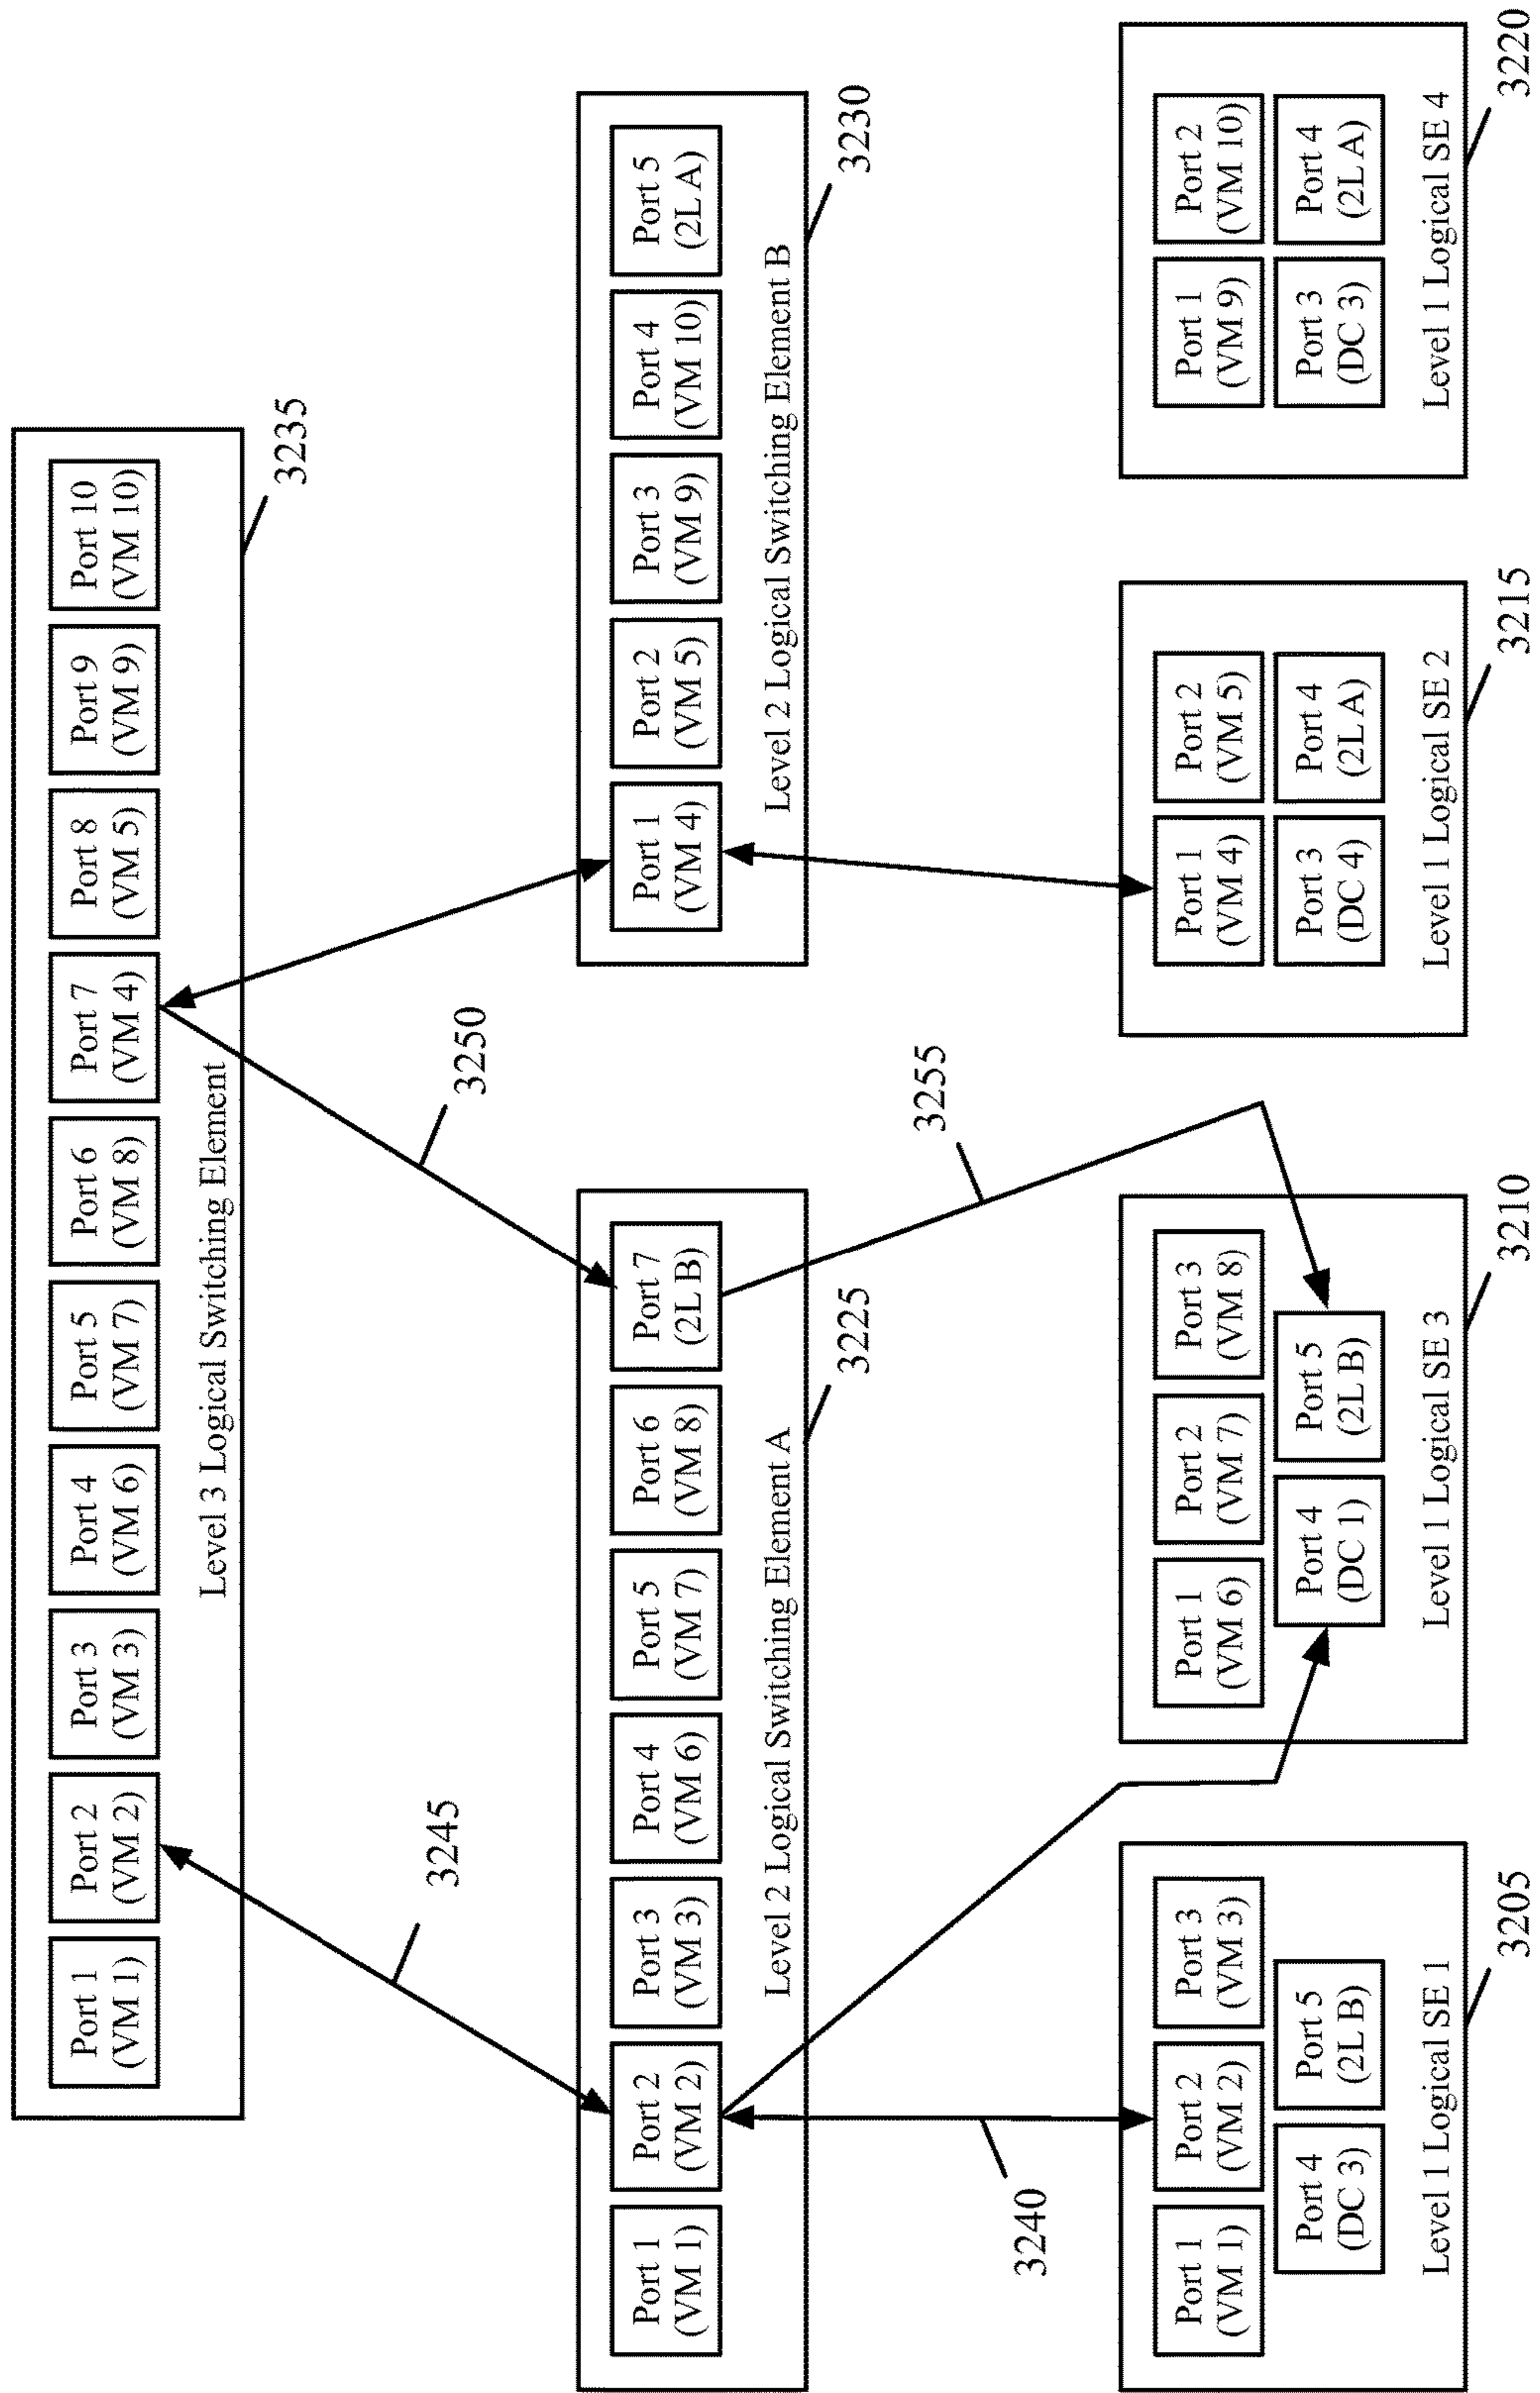 Port 1
(VM 1)
Port 2
(VM 2)
Port 3
(VM 3)
Port 4
(VM 6)
Port 5
(VM 7)
Port 6
(VM 8)
Port 7
(VM 4)
Port 8
(VM 5)
Port 9
(VM 9)
Port 10
(VM 10)
Level 3 Logical Switching Element
3235
3245
3250
Port 1
(VM 1)
Port 2
(VM 2)
Port 3
(VM 3)
Port 4
(VM 6)
Port 5
(VM 7)
Port 6
(VM 8)
Port 7
(2L B)
Level 2 Logical Switching Element A
3225
Port 1
(VM 4)
Port 2
(VM 5)
Port 3
(VM 9)
Port 4
(VM 10)
Port 5
(2L A)
Level 2 Logical Switching Element B
3230
3240
3255
Port 1
(VM 1)
Port 2
(VM 2)
Port 3
(VM 3)
Port 4
(DC 3)
Port 5
(2L B)
Level 1 Logical SE 1
3205
Port 1
(VM 6)
Port 2
(VM 7)
Port 3
(VM 8)
Port 4
(DC 1)
Port 5
(2L B)
Level 1 Logical SE 3
3210
Port 1
(VM 4)
Port 2
(VM 5)
Port 3
(DC 4)
Port 4
(2L A)
Level 1 Logical SE 2
3215
Port 1
(VM 9)
Port 2
(VM 10)
Port 3
(DC 3)
Port 4
(2L A)
Level 1 Logical SE 4
3220